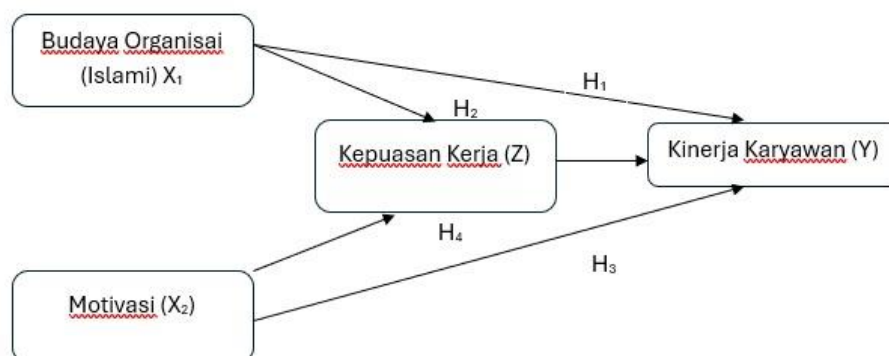 Budaya Organisai
(Islami) X₁
H₁
H₂
Kepuasan Kerja (Z)
Kinerja Karyawan (Y)
H₄
H₃
Motivasi (X₂)